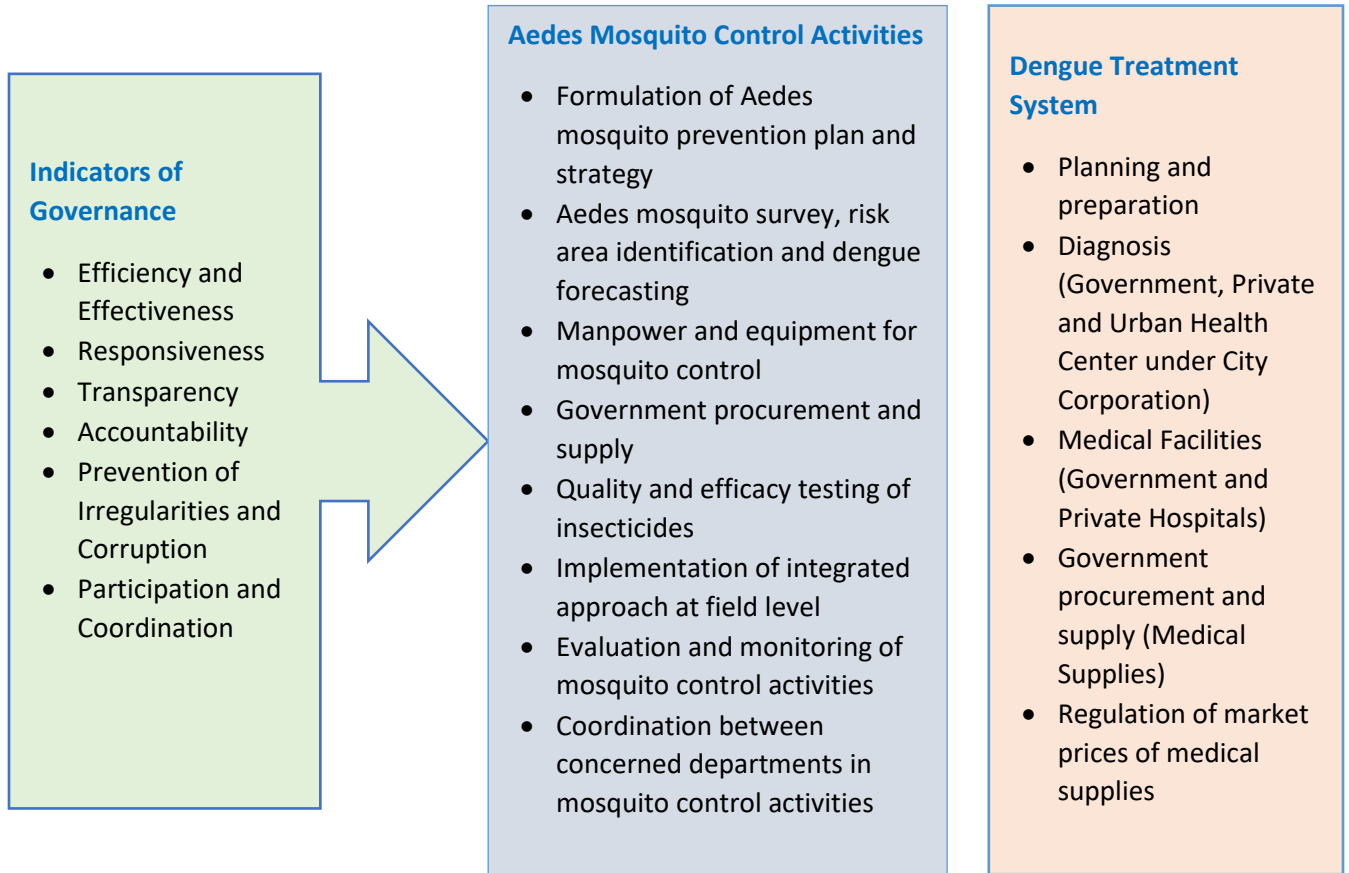 Indicators of
Governance
• Efficiency and
Effectiveness
• Responsiveness
• Transparency
• Accountability
• Prevention of
Irregularities and
Corruption
• Participation and
Coordination
Aedes Mosquito Control Activities
• Formulation of Aedes
mosquito prevention plan and
strategy
• Aedes mosquito survey, risk
area identification and dengue
forecasting
• Manpower and equipment for
mosquito control
• Government procurement and
supply
• Quality and efficacy testing of
insecticides
• Implementation of integrated
approach at field level
• Evaluation and monitoring of
mosquito control activities
• Coordination between
concerned departments in
mosquito control activities
Dengue Treatment
System
• Planning and
preparation
• Diagnosis
(Government, Private
and Urban Health
Center under City
Corporation)
• Medical Facilities
(Government and
Private Hospitals)
• Government
procurement and
supply (Medical
Supplies)
• Regulation of market
prices of medical
supplies